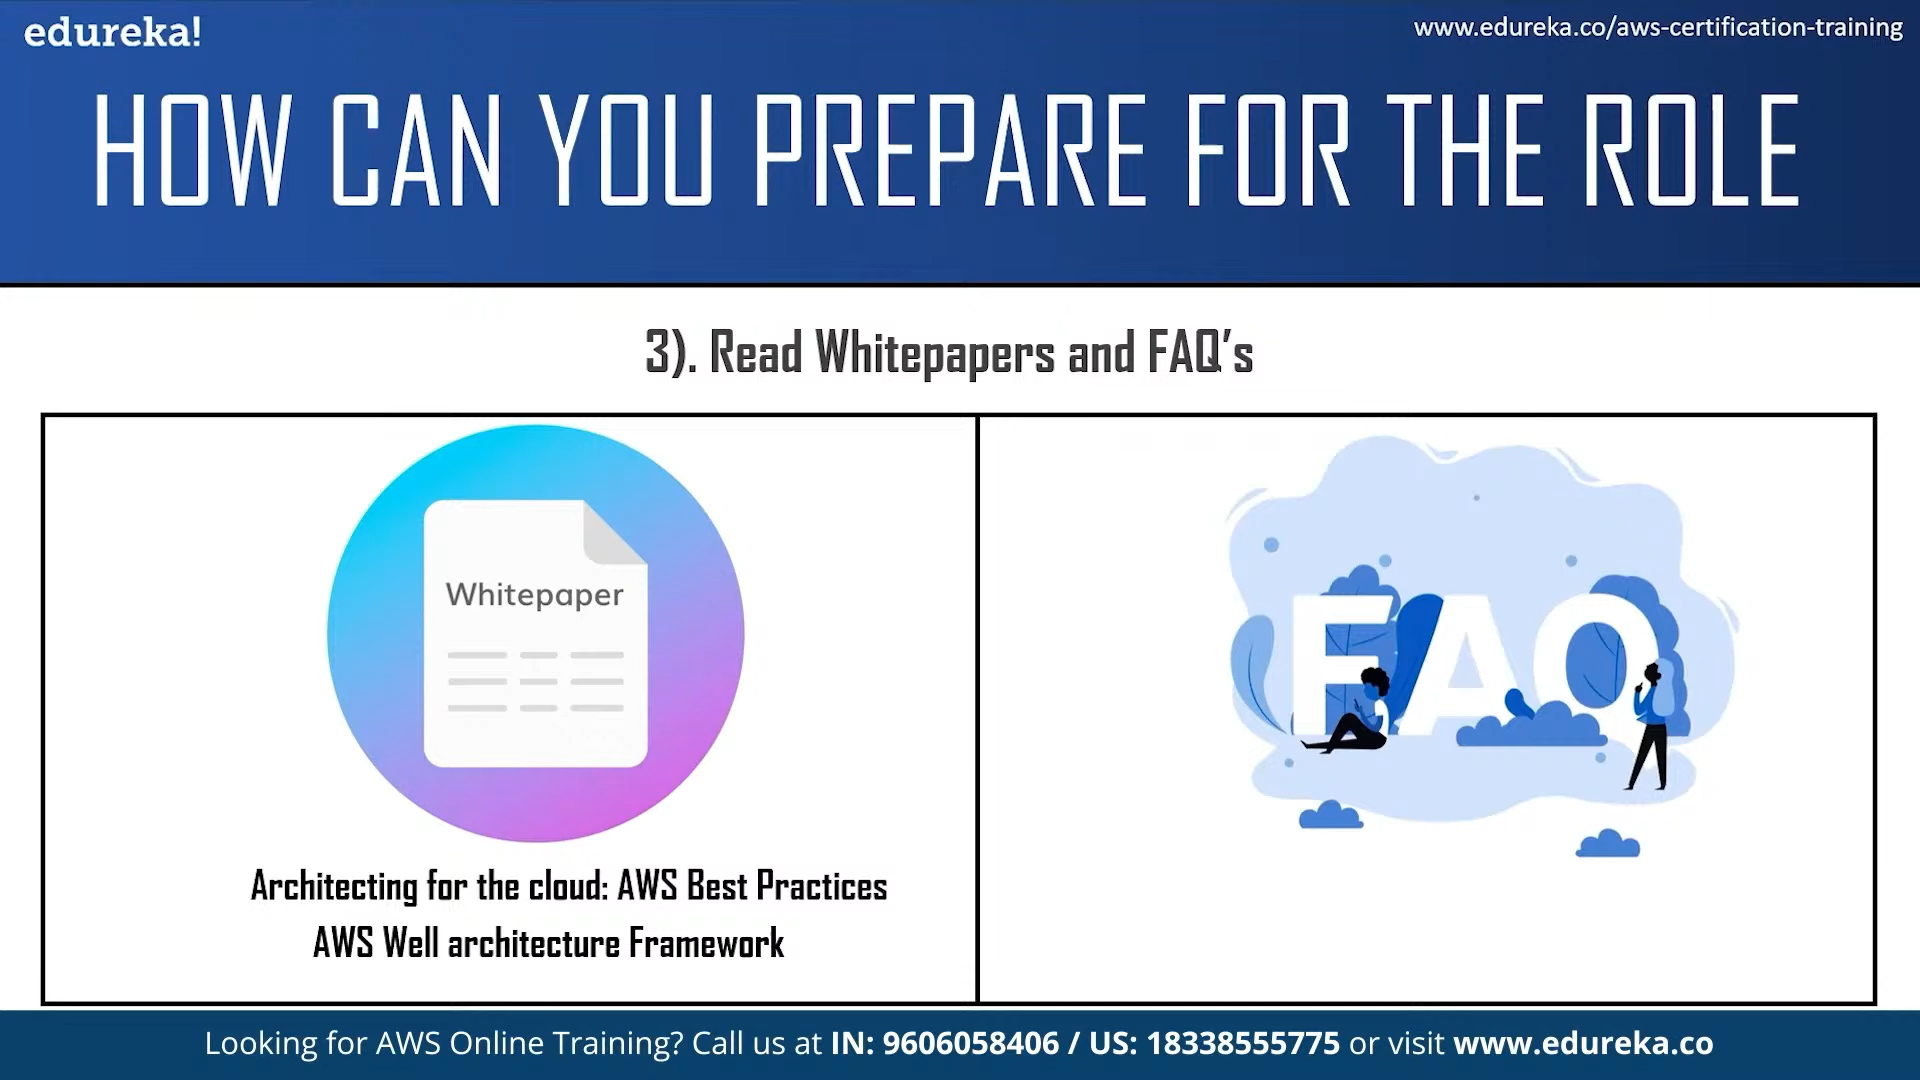 edureka!
www.edureka.co/aws-certification-training
HOW CAN YOU PREPARE FOR THE ROLE
3). Read Whitepapers and FAQ's
Whitepaper
Architecting for the cloud: AWS Best Practices
AWS Well architecture Framework
FAQ
Looking for AWS Online Training? Call us at IN: 9606058406 / US: 18338555775 or visit www.edureka.co